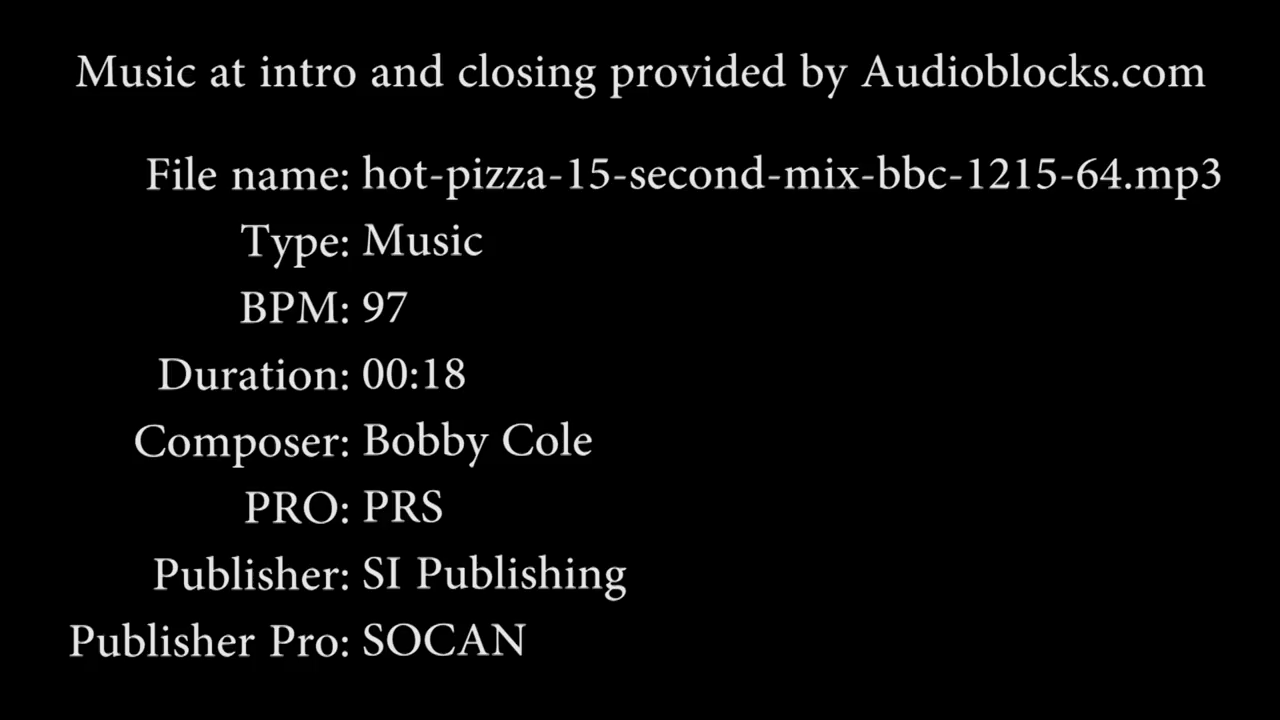 Music at intro and closing provided by Audioblocks.com
File name: hot-pizza-15-second-mix-bbc-1215-64.mp3
Type: Music
BPM: 97
Duration: 00:18
Composer: Bobby Cole
PRO: PRS
Publisher: SI Publishing
Publisher Pro: SOCAN